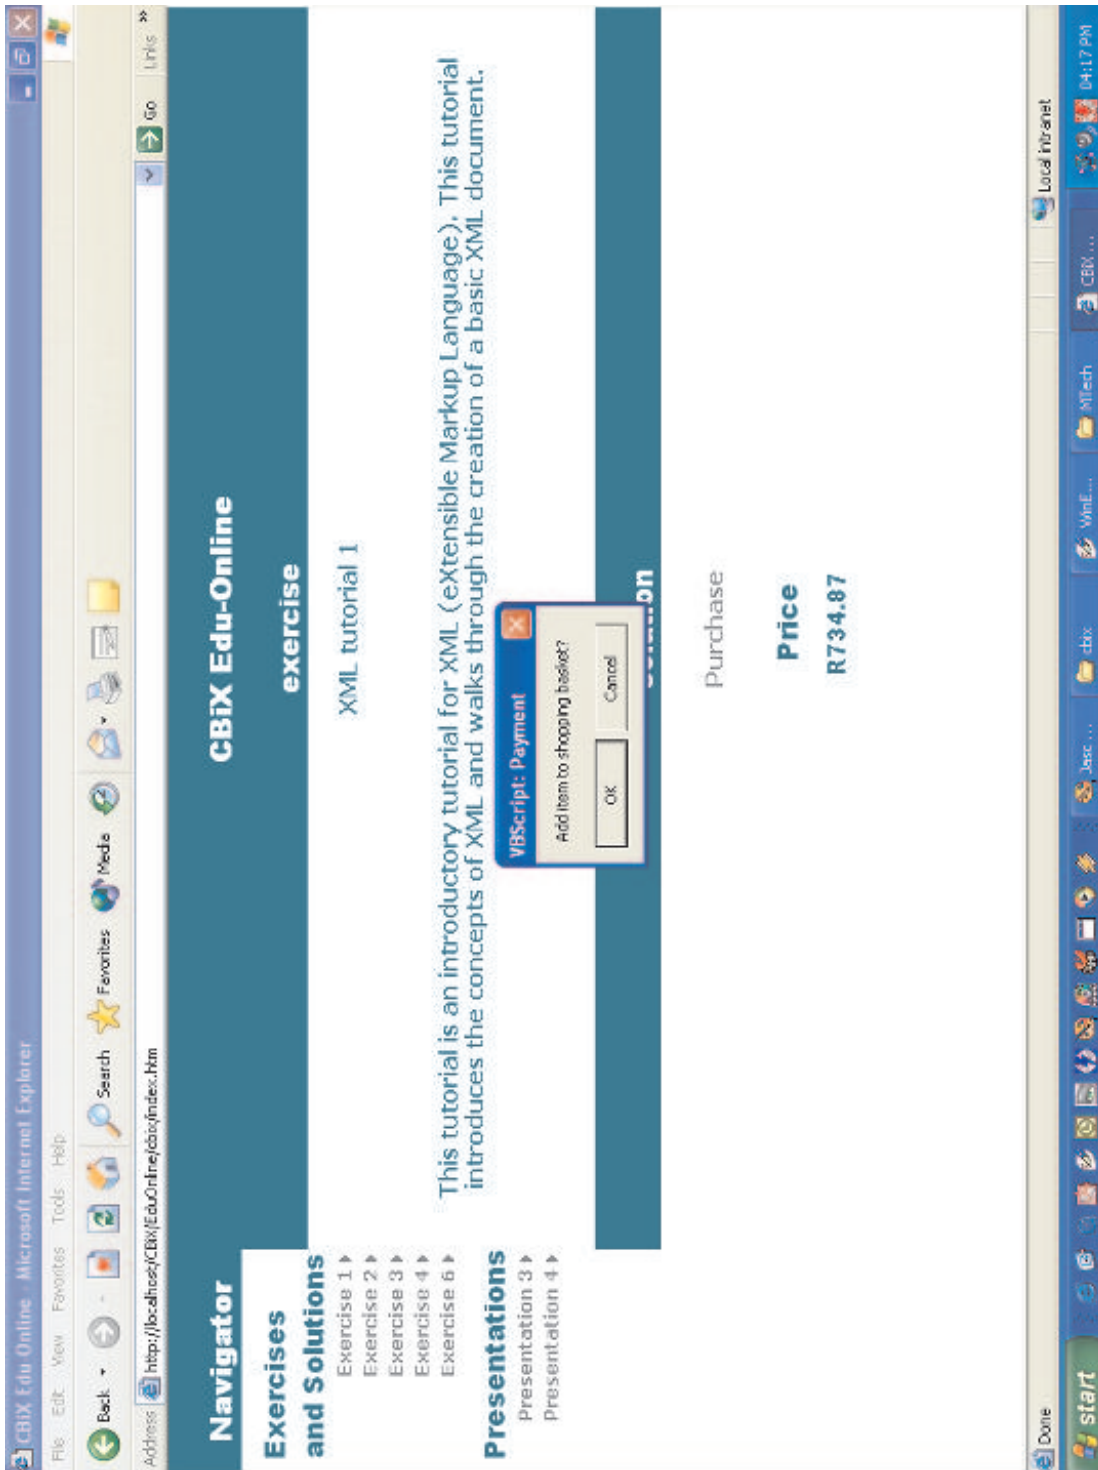 CBiX Edu Online - Microsoft Internet Explorer
File Edit View Favorites Tools Help
Back Search Favorites Media
Address http://localhost/CBiX/EduOnline/cbix/index.htm Go Links »
Navigator
CBiX Edu-Online
Exercises
and Solutions
exercise
Exercise 1
Exercise 2
Exercise 3
Exercise 4
Exercise 6
XML tutorial 1
This tutorial is an introductory tutorial for XML (eXtensible Markup Language). This tutorial
introduces the concepts of XML and walks through the creation of a basic XML document.
Presentations
Presentation 3
Presentation 4
VBScript: Payment
Add item to shopping basket?
OK Cancel
Purchase
Price
R734.87
Done Local intranet
start Jasc ... cbix WinE... MTech CBiX ... 04:17 PM